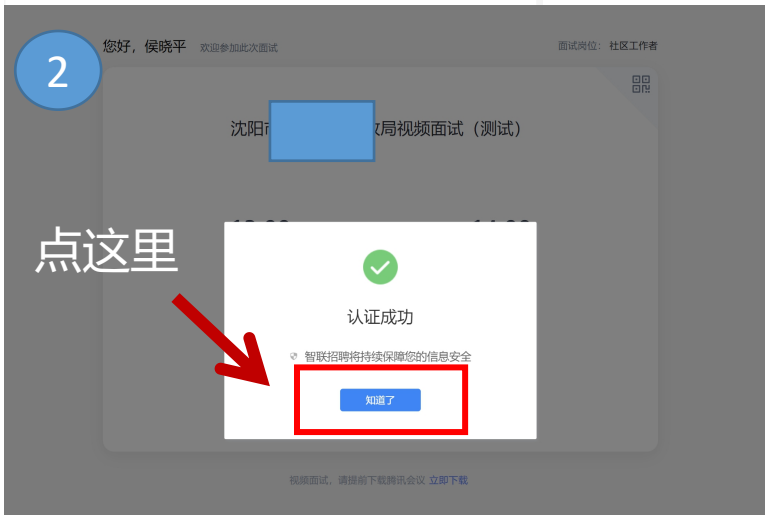 您好，侯晓平 欢迎参加此次面试
面试岗位： 社区工作者
2
沈阳市 局视频面试（测试）
点这里
认证成功
智联招聘将持续保障您的信息安全
知道了
视频面试，请提前下载腾讯会议 立即下载